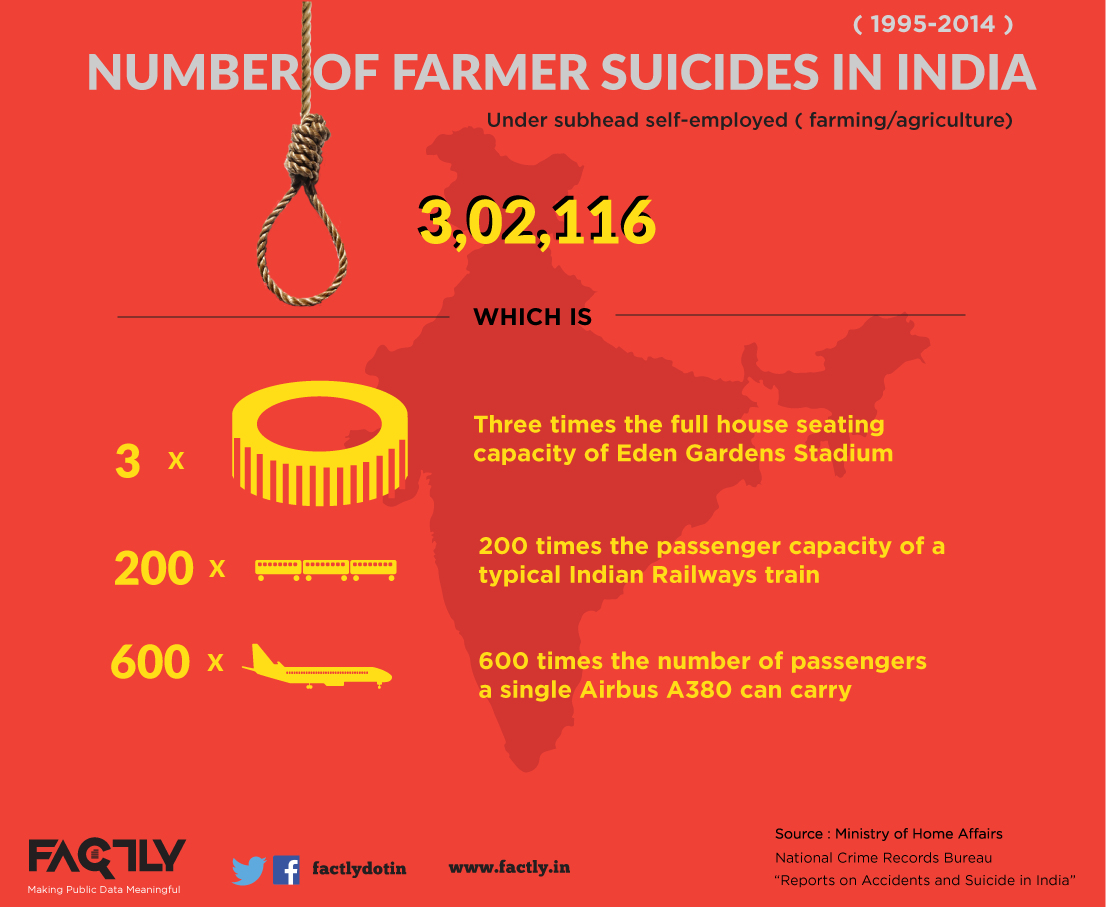 ( 1995-2014 )
NUMBER OF FARMER SUICIDES IN INDIA
Under subhead self-employed ( farming/agriculture)
3,02,116
WHICH IS
3 x
Three times the full house seating
capacity of Eden Gardens Stadium
200 x
200 times the passenger capacity of a
typical Indian Railways train
600 x
600 times the number of passengers
a single Airbus A380 can carry
FACTLY
Making Public Data Meaningful
f factlydotin
www.factly.in
Source : Ministry of Home Affairs
National Crime Records Bureau
“Reports on Accidents and Suicide in India”